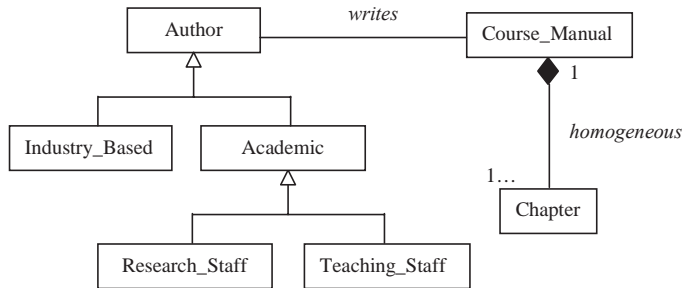 writes
Author
Course_Manual
1
Industry_Based
Academic
homogeneous
1…
Chapter
Research_Staff
Teaching_Staff